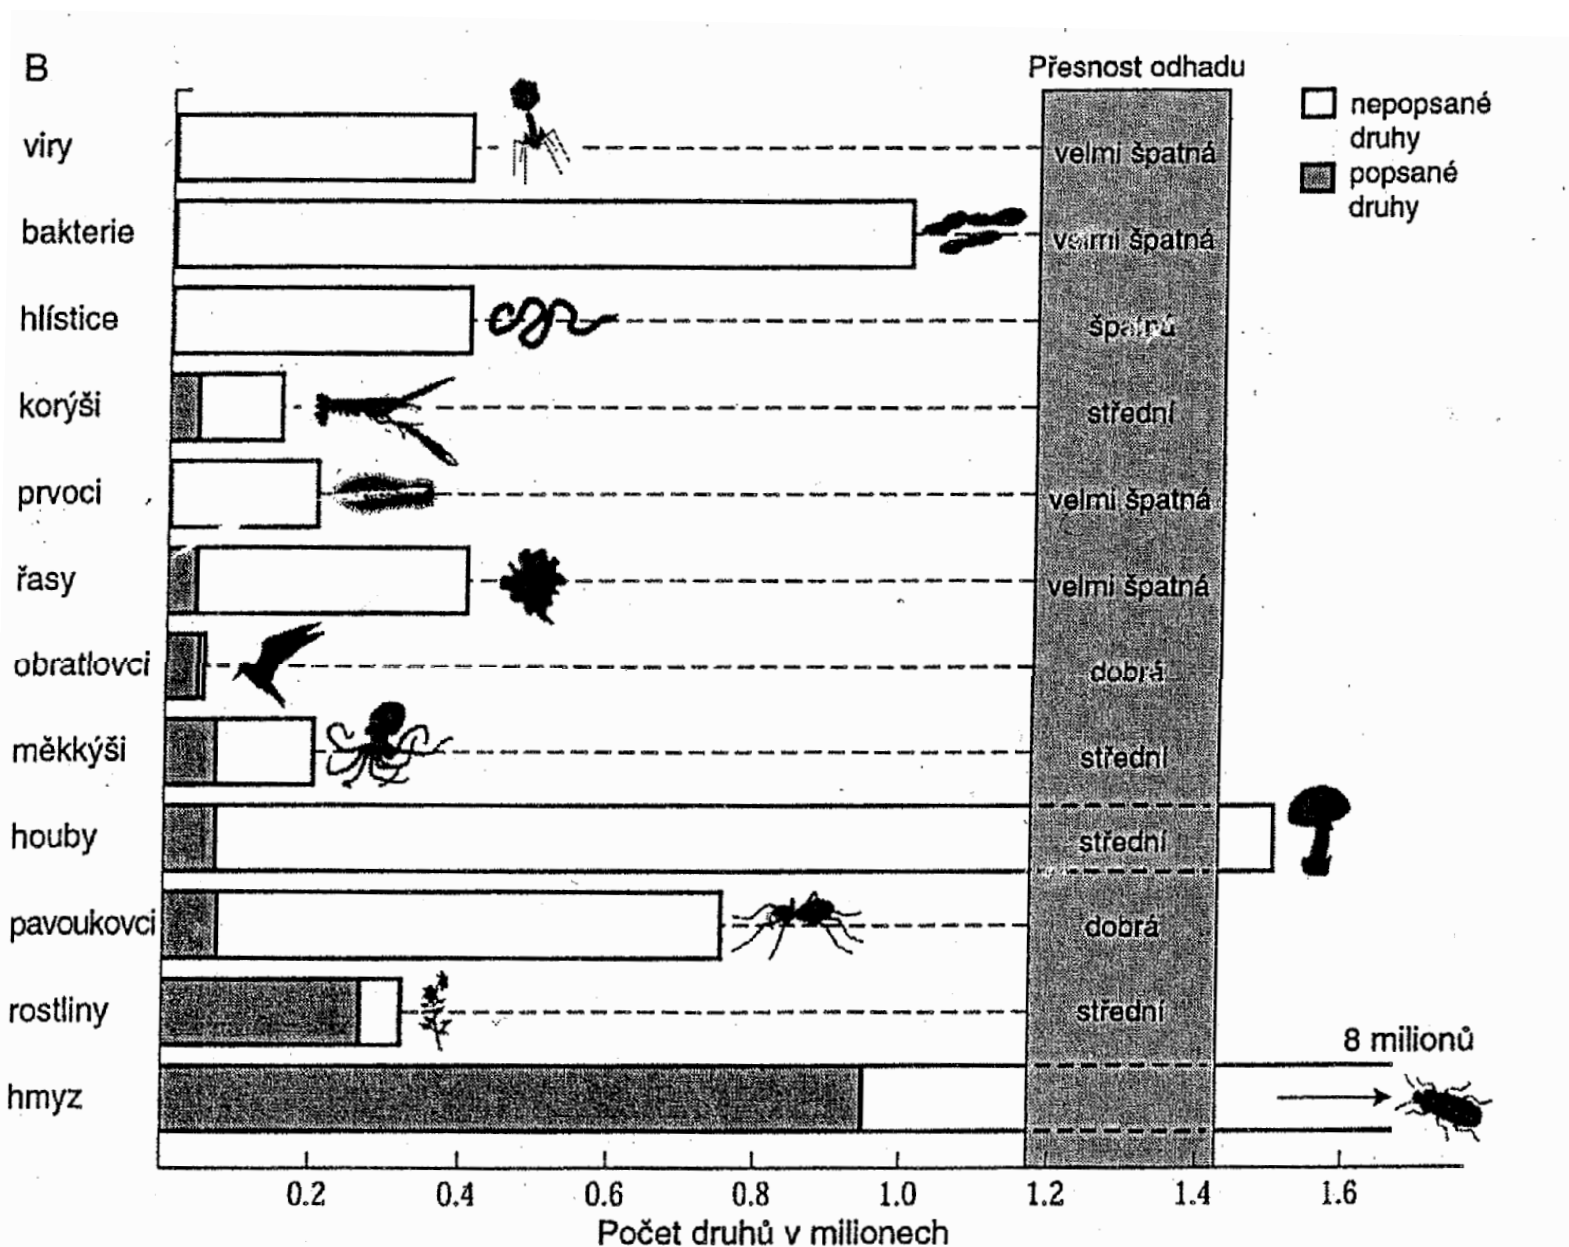 B
Přesnost odhadu
nepopsané
druhy
popsané
druhy
viry
velmi špatná
bakterie
velmi špatná
hlístice
špatná
korýši
střední
prvoci
velmi špatná
řasy
velmi špatná
obratlovci
dobrá
měkkýši
střední
houby
střední
pavoukovci
dobrá
rostliny
střední
8 milionů
hmyz
0.2 0.4 0.6 0.8 1.0 1.2 1.4 1.6
Počet druhů v milionech